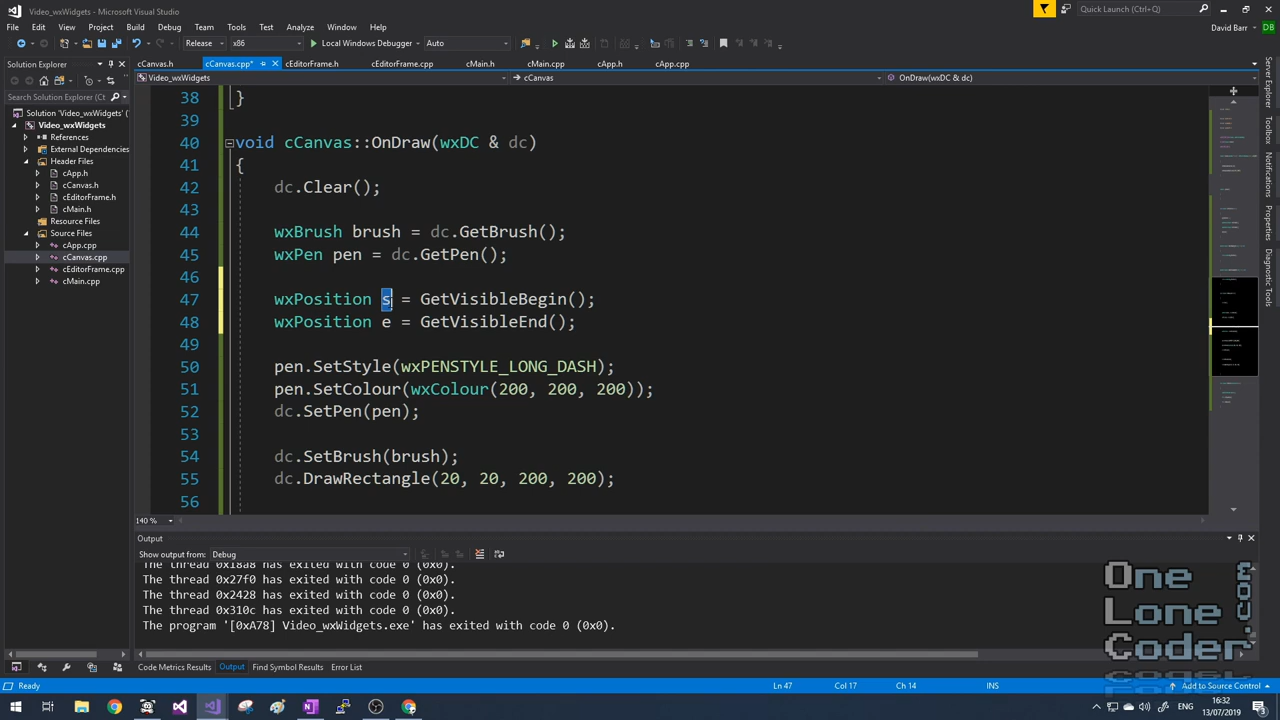 Video_wxWidgets - Microsoft Visual Studio
Quick Launch (Ctrl+Q)
File Edit View Project Build Debug Team Tools Test Analyze Window Help
David Barr DB
Release x86 Local Windows Debugger Auto
Solution Explorer
cCanvas.h cCanvas.cpp* cEditorFrame.h cEditorFrame.cpp cMain.h cMain.cpp cApp.h cApp.cpp
Video_wxWidgets cCanvas OnDraw(wxDC & dc)
Search Solution Explorer (Ct
Solution 'Video_wxWidgets' (
Video_wxWidgets
References
External Dependencies
Header Files
cApp.h
cCanvas.h
cEditorFrame.h
cMain.h
Resource Files
Source Files
cApp.cpp
cCanvas.cpp
cEditorFrame.cpp
cMain.cpp
38 }
39
40 void cCanvas::OnDraw(wxDC & dc)
41 {
42 dc.Clear();
43
44 wxBrush brush = dc.GetBrush();
45 wxPen pen = dc.GetPen();
46
47 wxPosition s = GetVisibleBegin();
48 wxPosition e = GetVisibleEnd();
49
50 pen.SetStyle(wxPENSTYLE_LONG_DASH);
51 pen.SetColour(wxColour(200, 200, 200));
52 dc.SetPen(pen);
53
54 dc.SetBrush(brush);
55 dc.DrawRectangle(20, 20, 200, 200);
56
140 %
Server Explorer
Toolbox
Notifications
Properties
Diagnostic Tools
Output
Show output from: Debug
The thread 0x18a8 has exited with code 0 (0x0).
The thread 0x27f0 has exited with code 0 (0x0).
The thread 0x2428 has exited with code 0 (0x0).
The thread 0x310c has exited with code 0 (0x0).
The program '[0xA78] Video_wxWidgets.exe' has exited with code 0 (0x0).
One
Lone
Coder
.com
Code Metrics Results Output Find Symbol Results Error List
Ready Ln 47 Col 17 Ch 14 INS Add to Source Control
ENG 16:32
13/07/2019
3